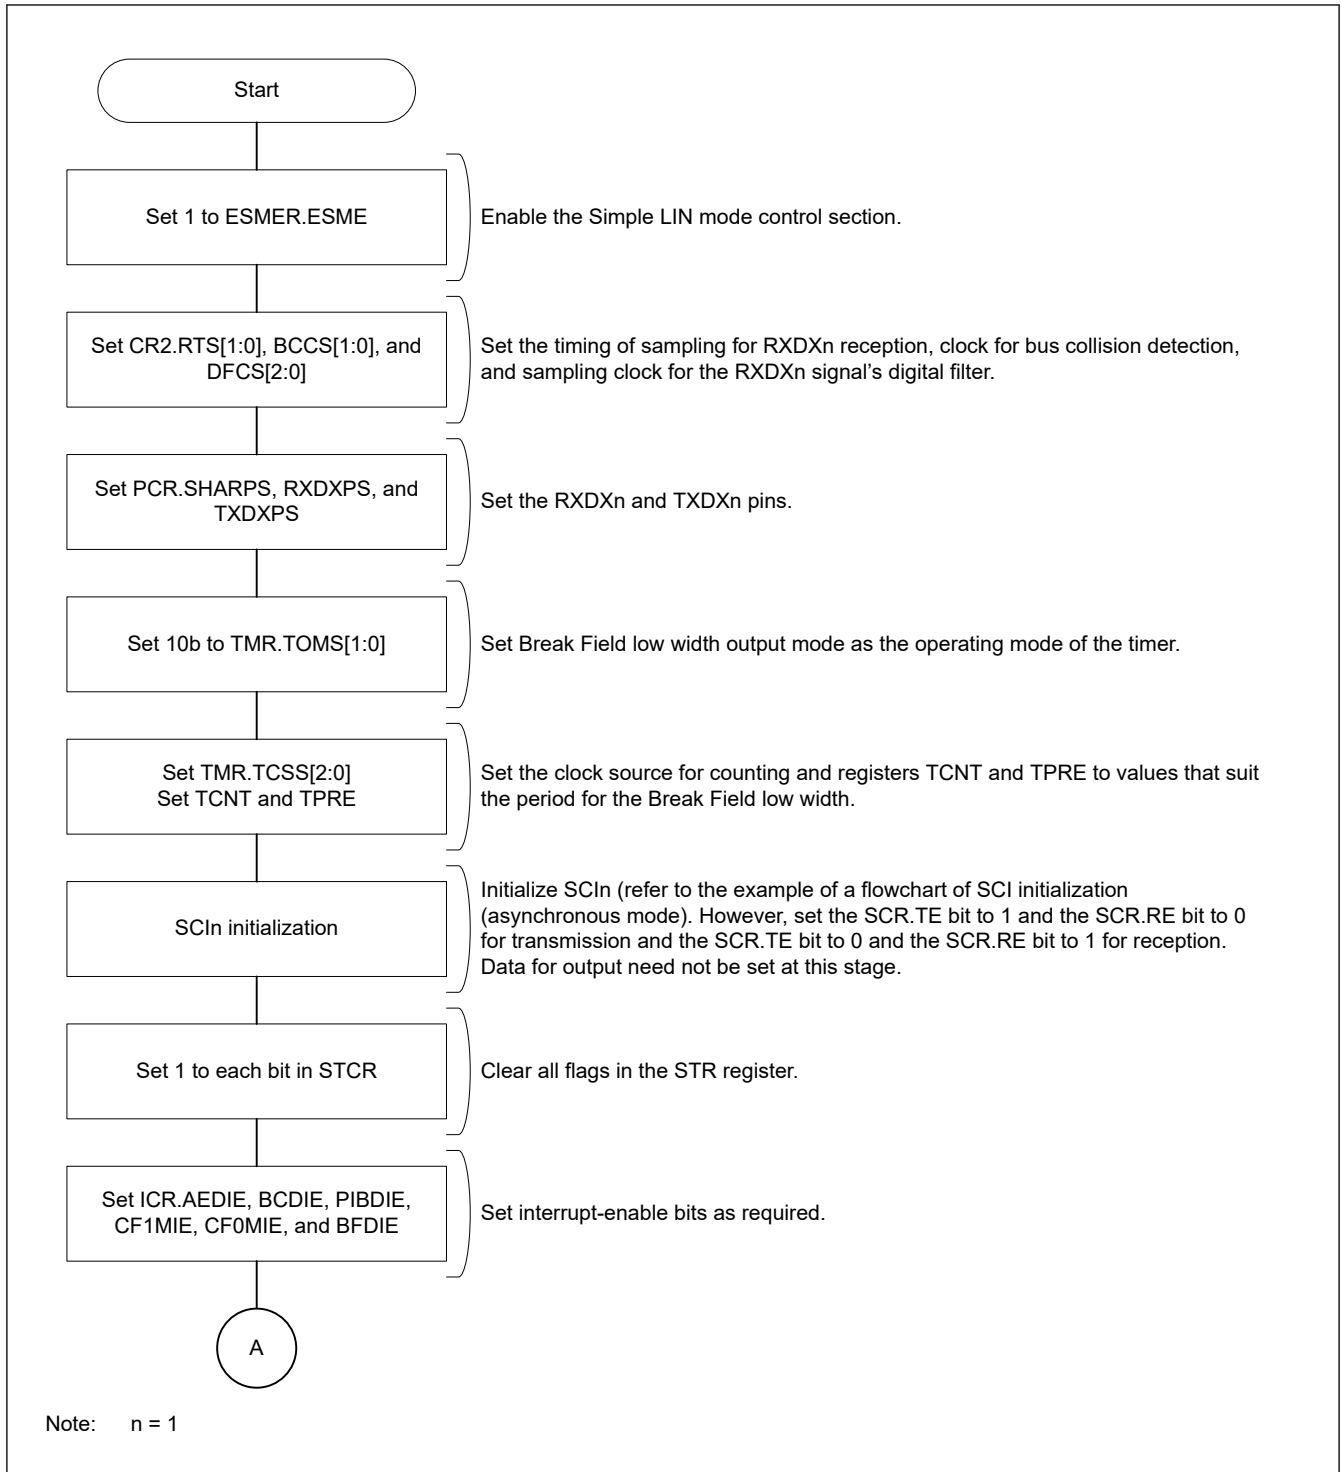 Start
Set 1 to ESMER.ESME
Enable the Simple LIN mode control section.
Set CR2.RTS[1:0], BCCS[1:0], and
DFCS[2:0]
Set the timing of sampling for RXDXn reception, clock for bus collision detection,
and sampling clock for the RXDXn signal’s digital filter.
Set PCR.SHARPS, RXDXPS, and
TXDXPS
Set the RXDXn and TXDXn pins.
Set 10b to TMR.TOMS[1:0]
Set Break Field low width output mode as the operating mode of the timer.
Set TMR.TCSS[2:0]
Set TCNT and TPRE
Set the clock source for counting and registers TCNT and TPRE to values that suit
the period for the Break Field low width.
SCIn initialization
Initialize SCIn (refer to the example of a flowchart of SCI initialization
(asynchronous mode). However, set the SCR.TE bit to 1 and the SCR.RE bit to 0
for transmission and the SCR.TE bit to 0 and the SCR.RE bit to 1 for reception.
Data for output need not be set at this stage.
Set 1 to each bit in STCR
Clear all flags in the STR register.
Set ICR.AEDIE, BCDIE, PIBDIE,
CF1MIE, CF0MIE, and BFDIE
Set interrupt-enable bits as required.
A
Note: n = 1